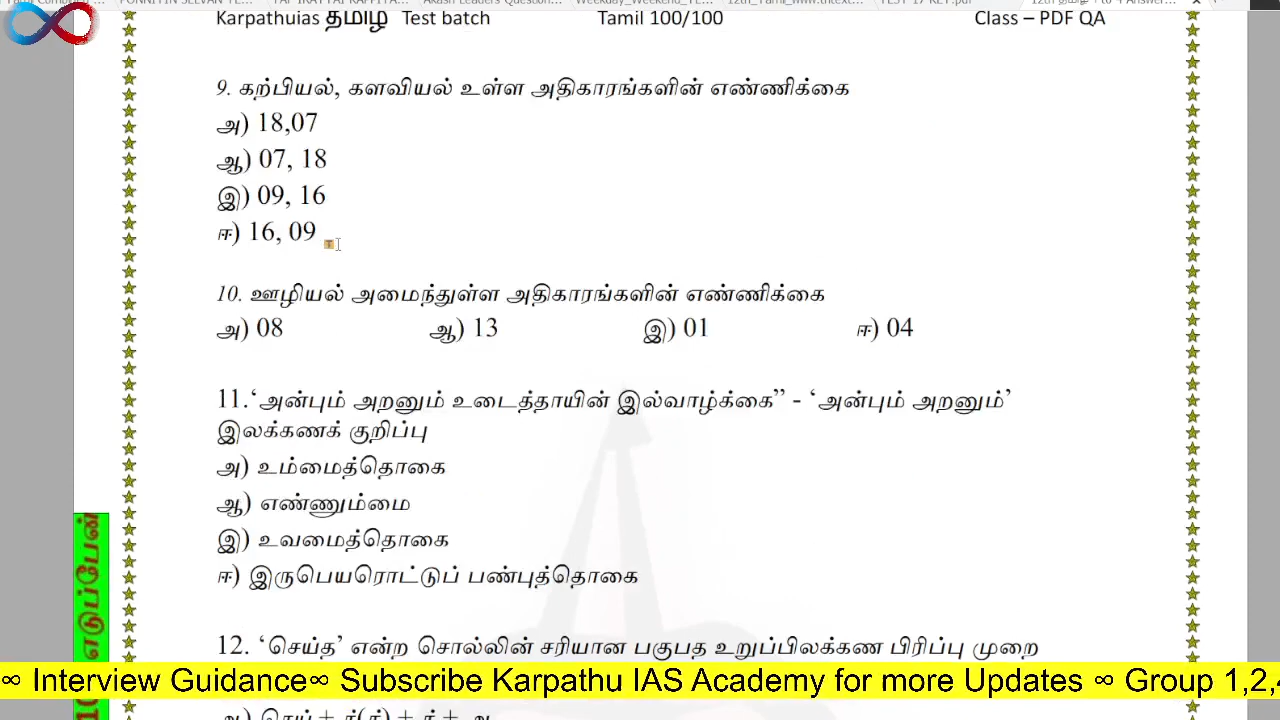 Karpathuias தமிழ் Test batch Tamil 100/100 Class – PDF QA
9. கற்பியல், களவியல் உள்ள அதிகாரங்களின் எண்ணிக்கை
அ) 18,07
ஆ) 07, 18
இ) 09, 16
ஈ) 16, 09
10. ஊழியல் அமைந்துள்ள அதிகாரங்களின் எண்ணிக்கை
அ) 08 ஆ) 13 இ) 01 ஈ) 04
11.‘அன்பும் அறனும் உடைத்தாயின் இல்வாழ்க்கை” - ‘அன்பும் அறனும்’
இலக்கணக் குறிப்பு
அ) உம்மைத்தொகை
ஆ) எண்ணும்மை
இ) உவமைத்தொகை
ஈ) இருபெயரொட்டுப் பண்புத்தொகை
12. ‘செய்த’ என்ற சொல்லின் சரியான பகுபத உறுப்பிலக்கண பிரிப்பு முறை
எடுப்பேன்
∞ Interview Guidance∞ Subscribe Karpathu IAS Academy for more Updates ∞ Group 1,2,4